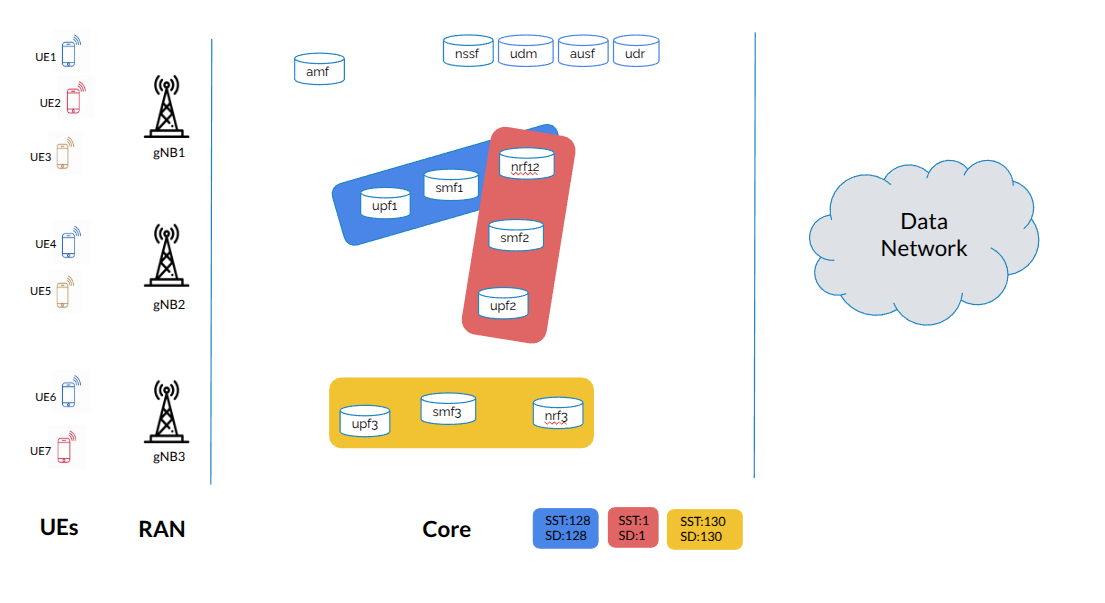 UE1
UE2
UE3
gNB1
UE4
UE5
gNB2
UE6
UE7
gNB3
amf
nssf
udm
ausf
udr
nrf12
smf1
upf1
smf2
upf2
upf3
smf3
nrf3
Data
Network
UEs
RAN
Core
SST:128
SD:128
SST:1
SD:1
SST:130
SD:130